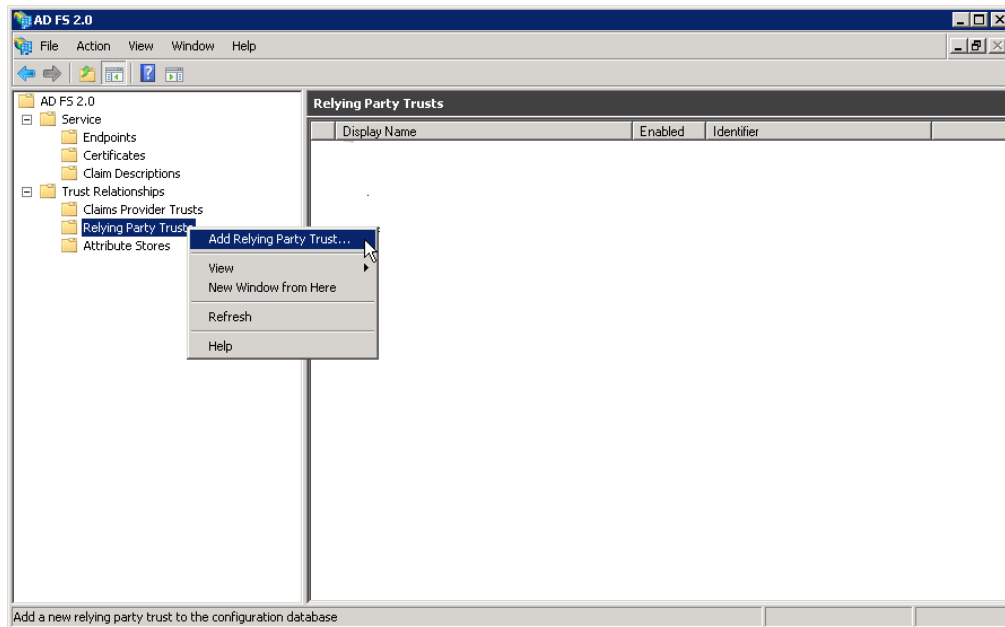 AD FS 2.0
File Action View Window Help
AD FS 2.0
Service
Endpoints
Certificates
Claim Descriptions
Trust Relationships
Claims Provider Trusts
Relying Party Trusts
Attribute Stores
Relying Party Trusts
Display Name Enabled Identifier
Add Relying Party Trust...
View
New Window from Here
Refresh
Help
Add a new relying party trust to the configuration database